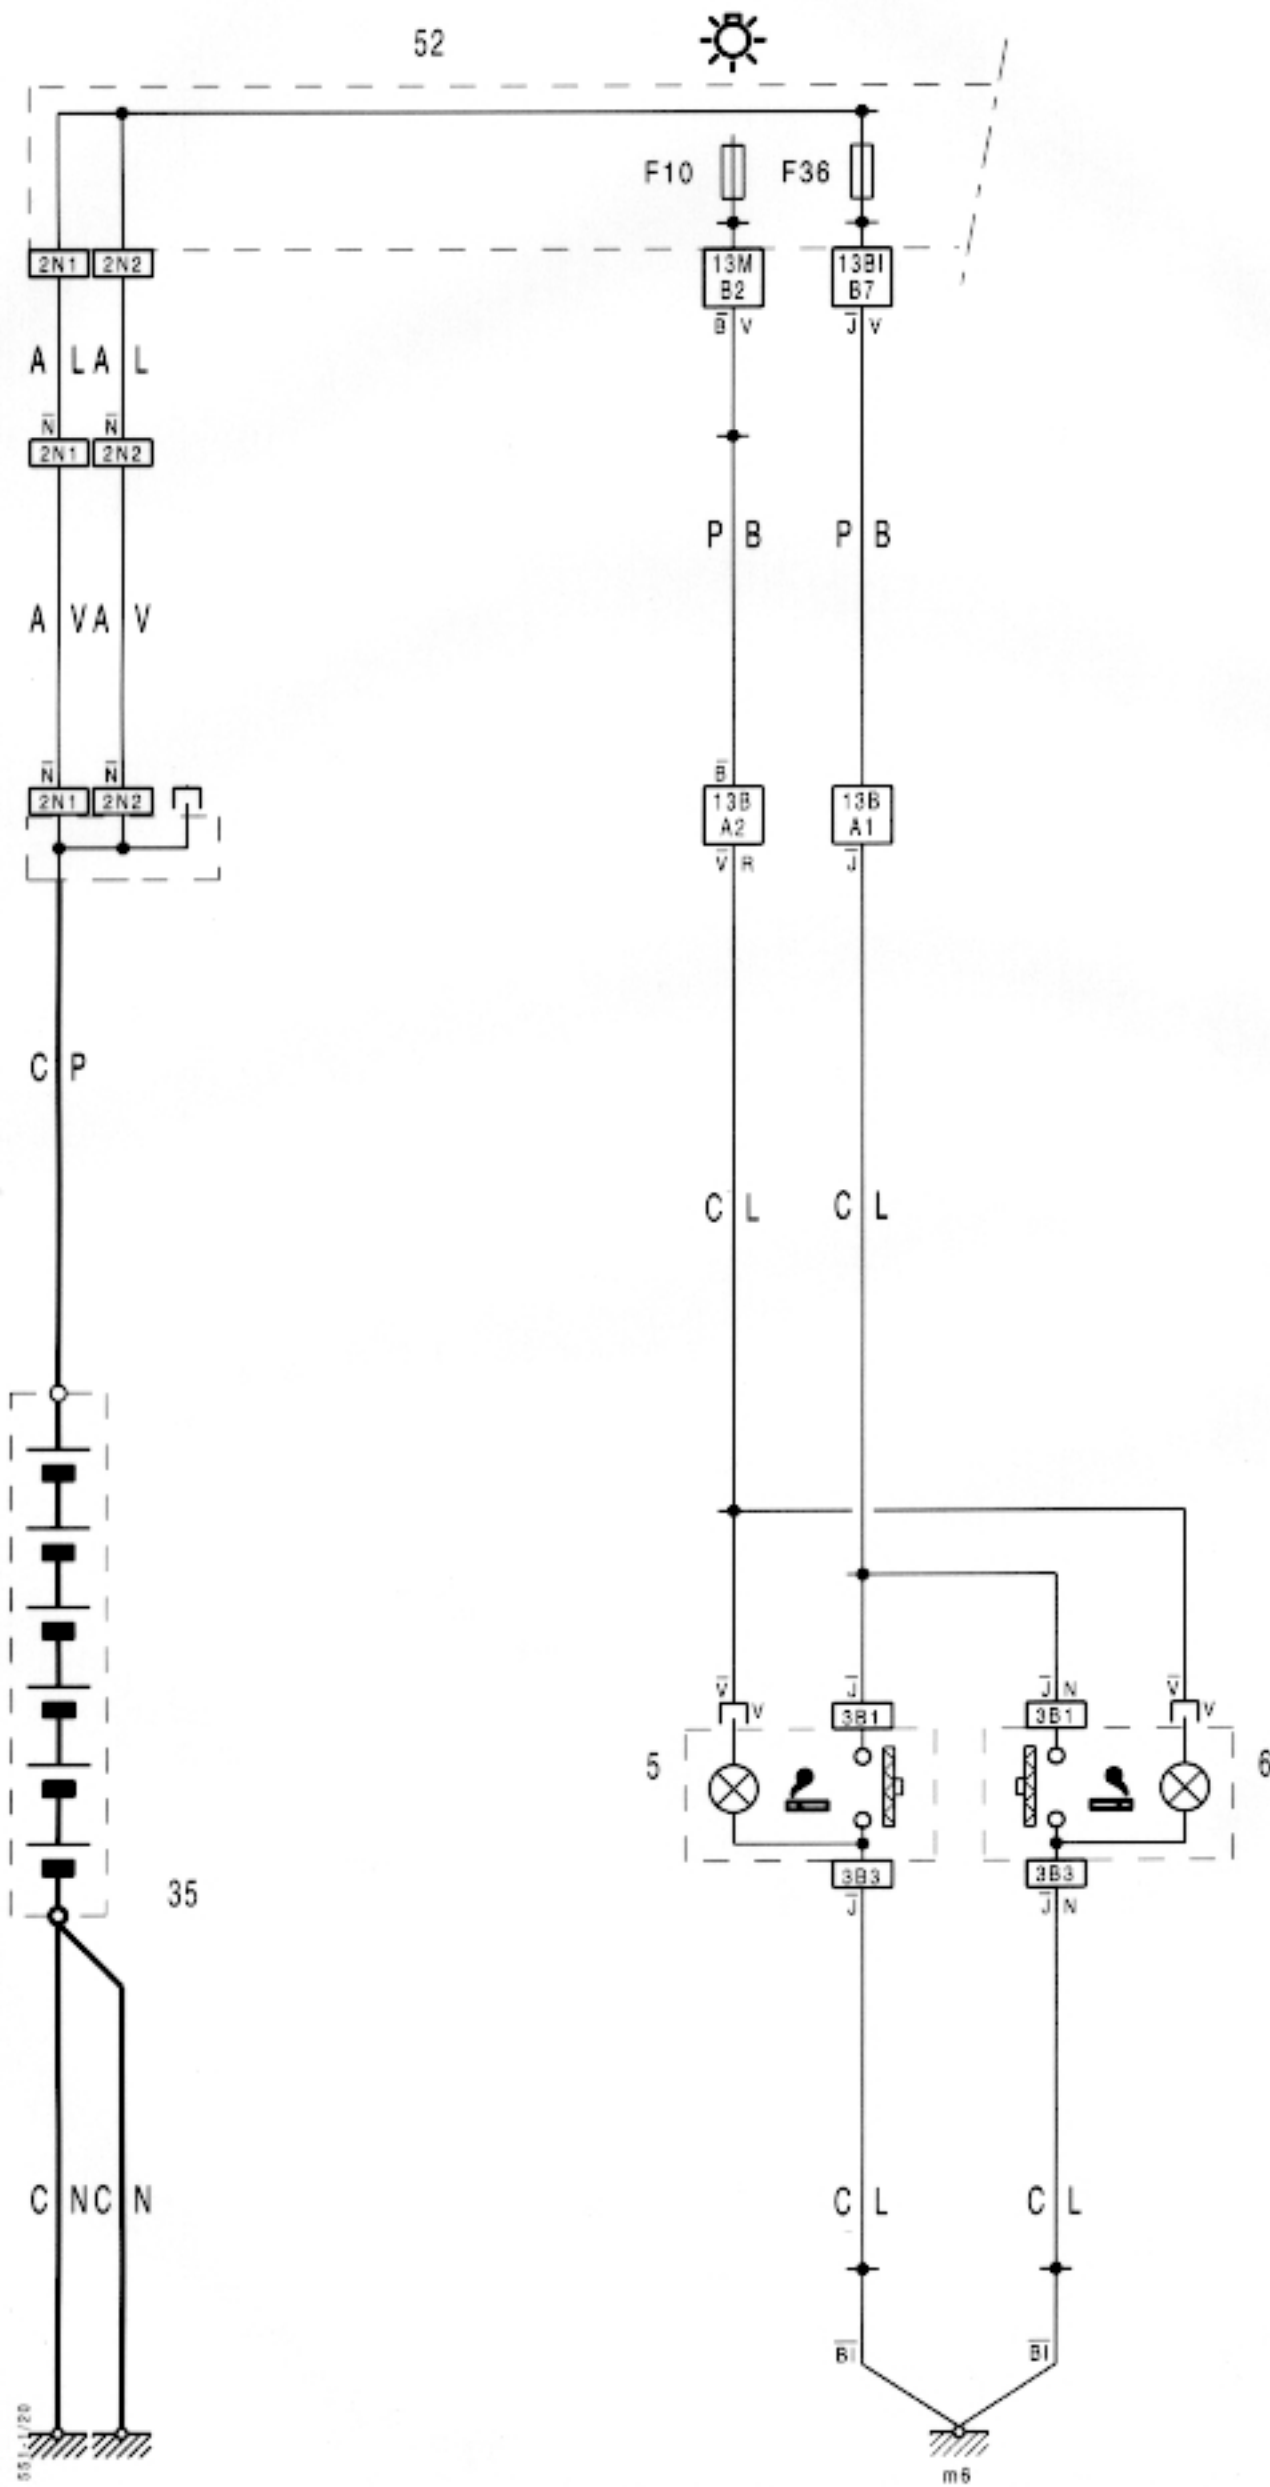 52
F10 F36
2N1 2N2 13M 13BI
B2 B7
B V J V
A L A L
N N
2N1 2N2
P B P B
A V A V
N N B
2N1 2N2 13B 13B
A2 A1
V R J
C P
C L C L
V J J N V
V 3B1 3B1 V
5 6
35
3B3 3B3
J J N
C N C N C L C L
BI BI
m6